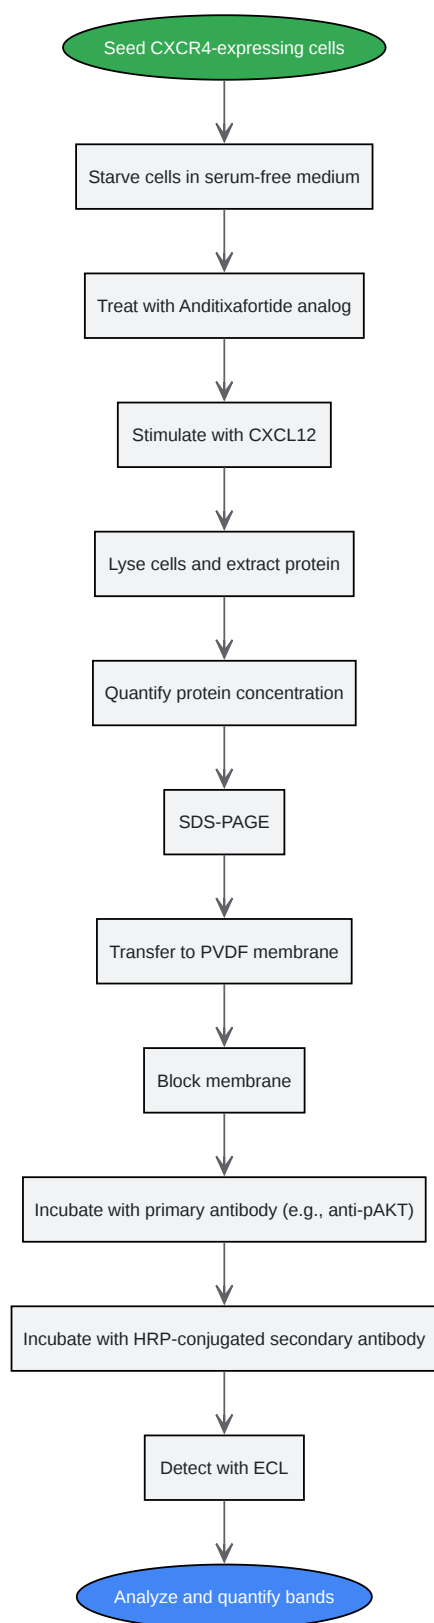 Seed CXCR4-expressing cells
Starve cells in serum-free medium
Treat with Anditixafortide analog
Stimulate with CXCL12
Lyse cells and extract protein
Quantify protein concentration
SDS-PAGE
Transfer to PVDF membrane
Block membrane
Incubate with primary antibody (e.g., anti-pAKT)
Incubate with HRP-conjugated secondary antibody
Detect with ECL
Analyze and quantify bands